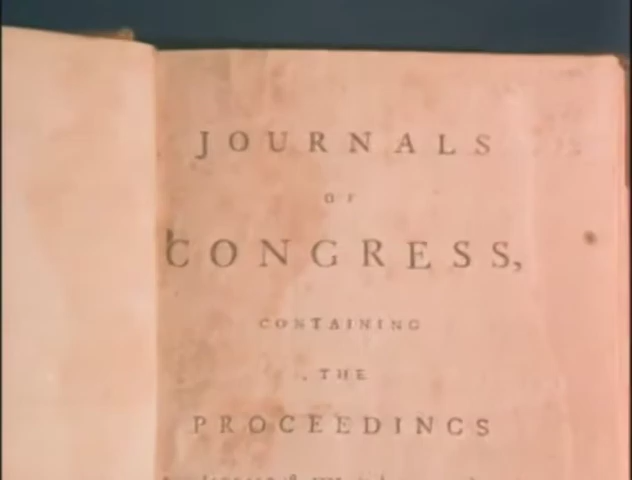 JOURNALS
OF
CONGRESS,
CONTAINING
THE
PROCEEDINGS